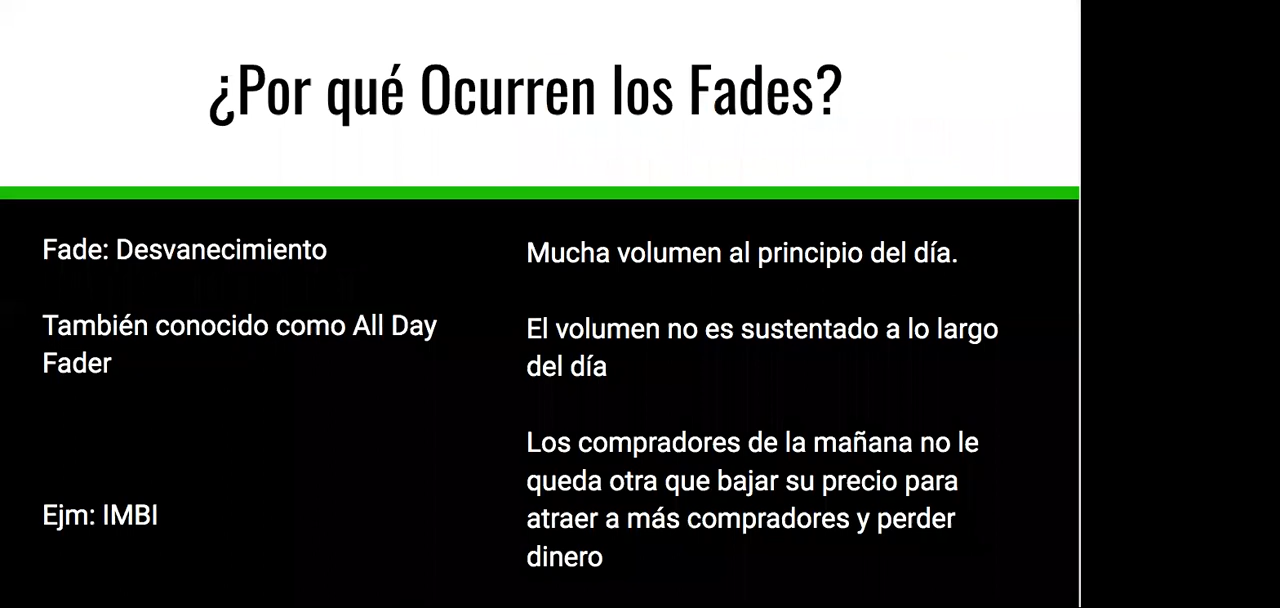 ¿Por qué Ocurren los Fades?
Fade: Desvanecimiento
También conocido como All Day
Fader
Ejm: IMBI
Mucha volumen al principio del día.
El volumen no es sustentado a lo largo
del día
Los compradores de la mañana no le
queda otra que bajar su precio para
atraer a más compradores y perder
dinero